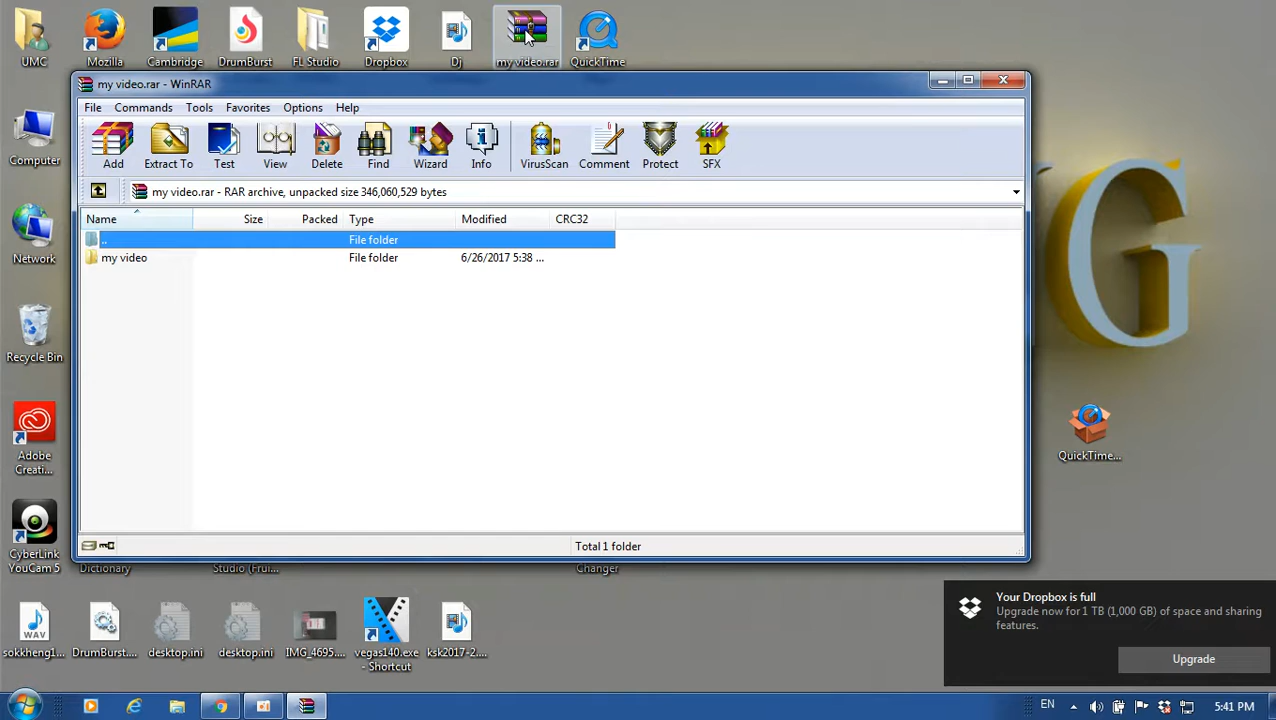 UMC
Mozilla
Cambridge
DrumBurst
FL Studio
Dropbox
Dj
my video.rar
QuickTime
my video.rar - WinRAR
File Commands Tools Favorites Options Help
Add Extract To Test View Delete Find Wizard Info VirusScan Comment Protect SFX
my video.rar - RAR archive, unpacked size 346,060,529 bytes
Name Size Packed Type Modified CRC32
.. File folder
my video File folder 6/26/2017 5:38 ...
Total 1 folder
Computer
Network
Recycle Bin
Adobe
Creati...
CyberLink
YouCam 5
Dictionary
Studio (Frui...
Changer
G
QuickTime...
Your Dropbox is full
Upgrade now for 1 TB (1,000 GB) of space and sharing
features.
Upgrade
WAV
sokkheng1...
DrumBurst....
desktop.ini
desktop.ini
IMG_4695....
vegas140.exe
- Shortcut
ksk2017-2....
EN
5:41 PM